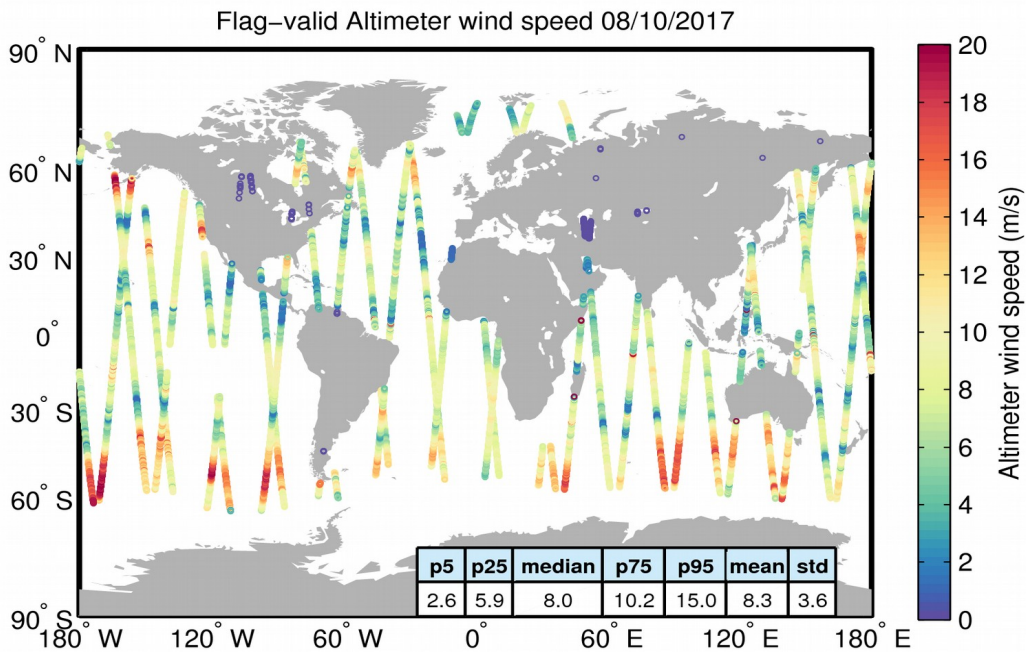 Flag−valid Altimeter wind speed 08/10/2017
90° N
60° N
30° N
0°
30° S
60° S
90° S
180° W
120° W
60° W
0°
60° E
120° E
180° E
p5 p25 median p75 p95 mean std
2.6 5.9 8.0 10.2 15.0 8.3 3.6
20
18
16
14
12
10
8
6
4
2
0
Altimeter wind speed (m/s)